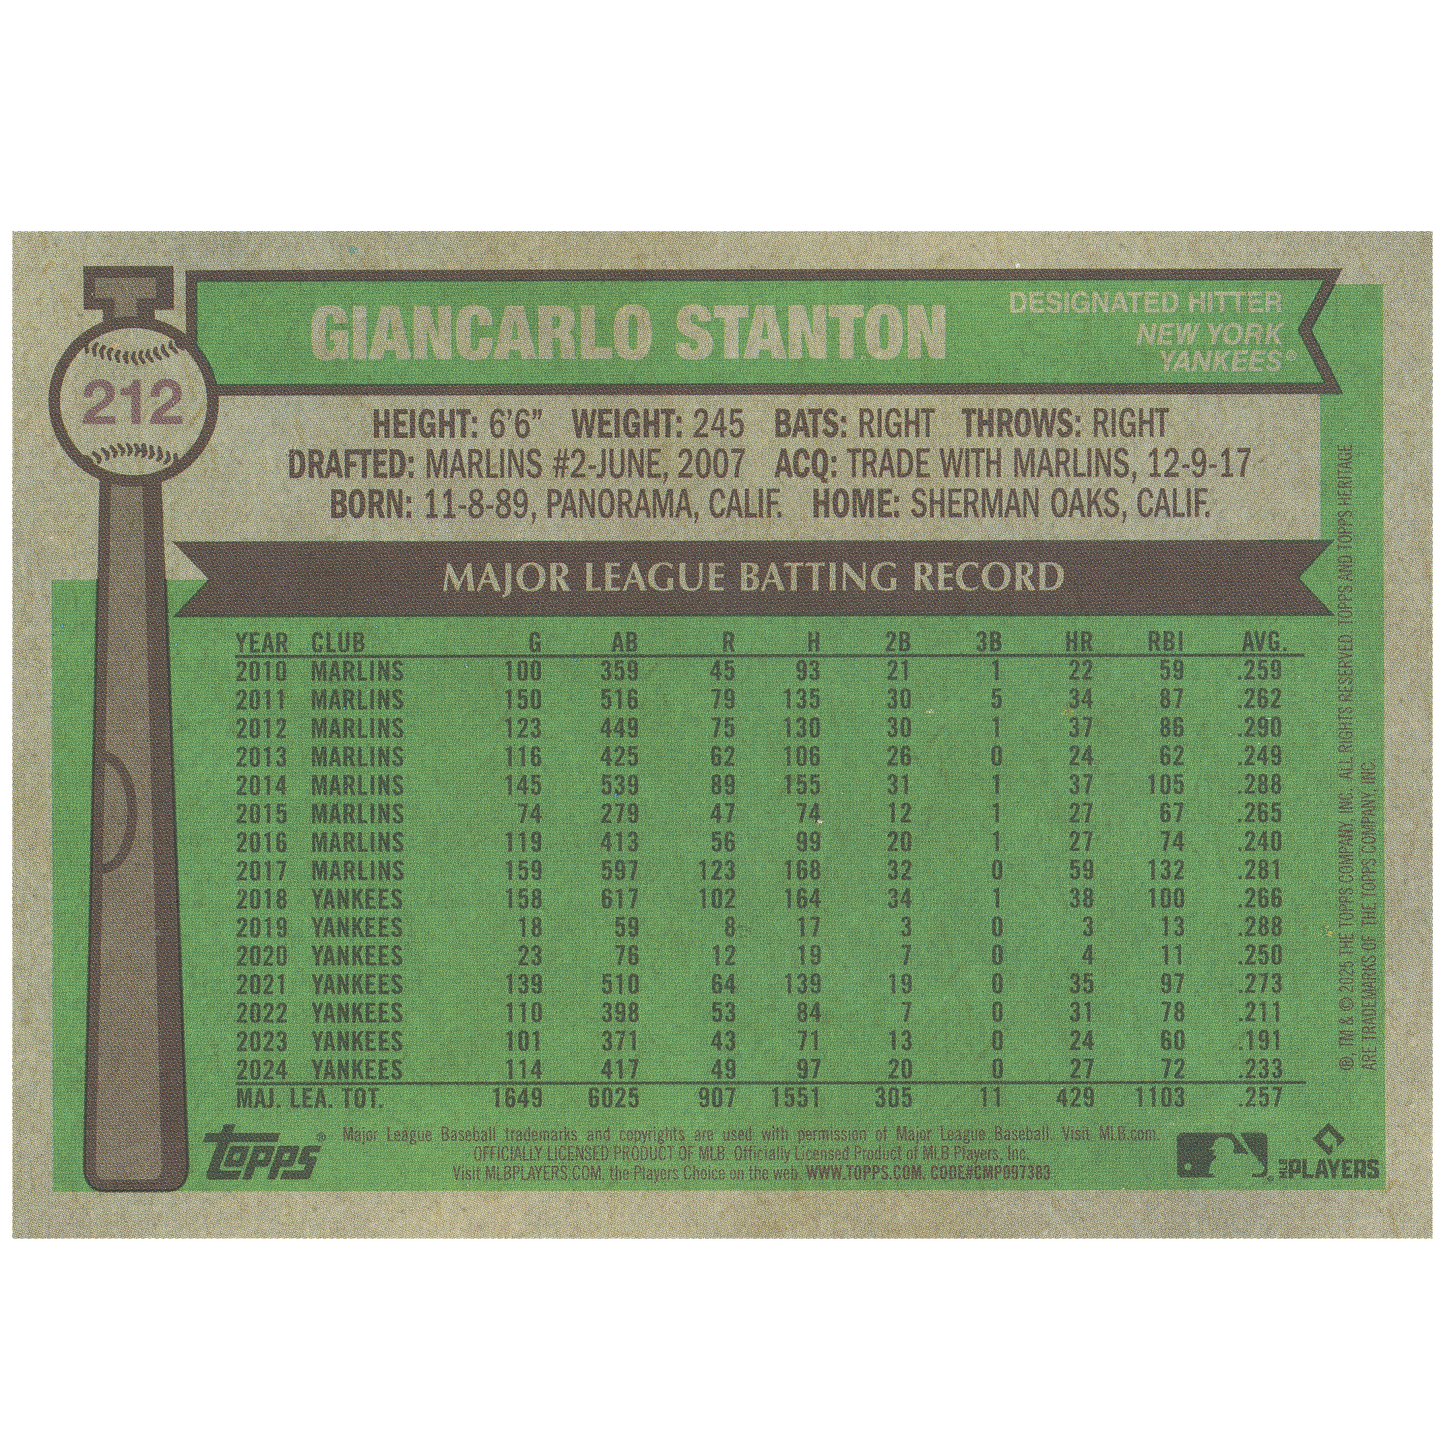 GIANCARLO STANTON
DESIGNATED HITTER
NEW YORK
YANKEES®
212
HEIGHT: 6'6" WEIGHT: 245 BATS: RIGHT THROWS: RIGHT
DRAFTED: MARLINS #2-JUNE, 2007 ACQ: TRADE WITH MARLINS, 12-9-17
BORN: 11-8-89, PANORAMA, CALIF. HOME: SHERMAN OAKS, CALIF.
MAJOR LEAGUE BATTING RECORD
YEAR CLUB G AB R H 2B 3B HR RBI AVG.
2010 MARLINS 100 359 45 93 21 1 22 59 .259
2011 MARLINS 150 516 79 135 30 5 34 87 .262
2012 MARLINS 123 449 75 130 30 1 37 86 .290
2013 MARLINS 116 425 62 106 26 0 24 62 .249
2014 MARLINS 145 539 89 155 31 1 37 105 .288
2015 MARLINS 74 279 47 74 12 1 27 67 .265
2016 MARLINS 119 413 56 99 20 1 27 74 .240
2017 MARLINS 159 597 123 168 32 0 59 132 .281
2018 YANKEES 158 617 102 164 34 1 38 100 .266
2019 YANKEES 18 59 8 17 3 0 3 13 .288
2020 YANKEES 23 76 12 19 7 0 4 11 .250
2021 YANKEES 139 510 64 139 19 0 35 97 .273
2022 YANKEES 110 398 53 84 7 0 31 78 .211
2023 YANKEES 101 371 43 71 13 0 24 60 .191
2024 YANKEES 114 417 49 97 20 0 27 72 .233
MAJ. LEA. TOT. 1649 6025 907 1551 305 11 429 1103 .257
topps®
Major League Baseball trademarks and copyrights are used with permission of Major League Baseball. Visit MLB.com.
OFFICIALLY LICENSED PRODUCT OF MLB. Officially Licensed Product of MLB Players, Inc.
Visit MLBPLAYERS.COM, the Players Choice on the web. WWW.TOPPS.COM. CODE#CMP097383
MLB PLAYERS
®, TM & © 2025 THE TOPPS COMPANY, INC. ALL RIGHTS RESERVED. TOPPS AND TOPPS HERITAGE
ARE TRADEMARKS OF THE TOPPS COMPANY, INC.